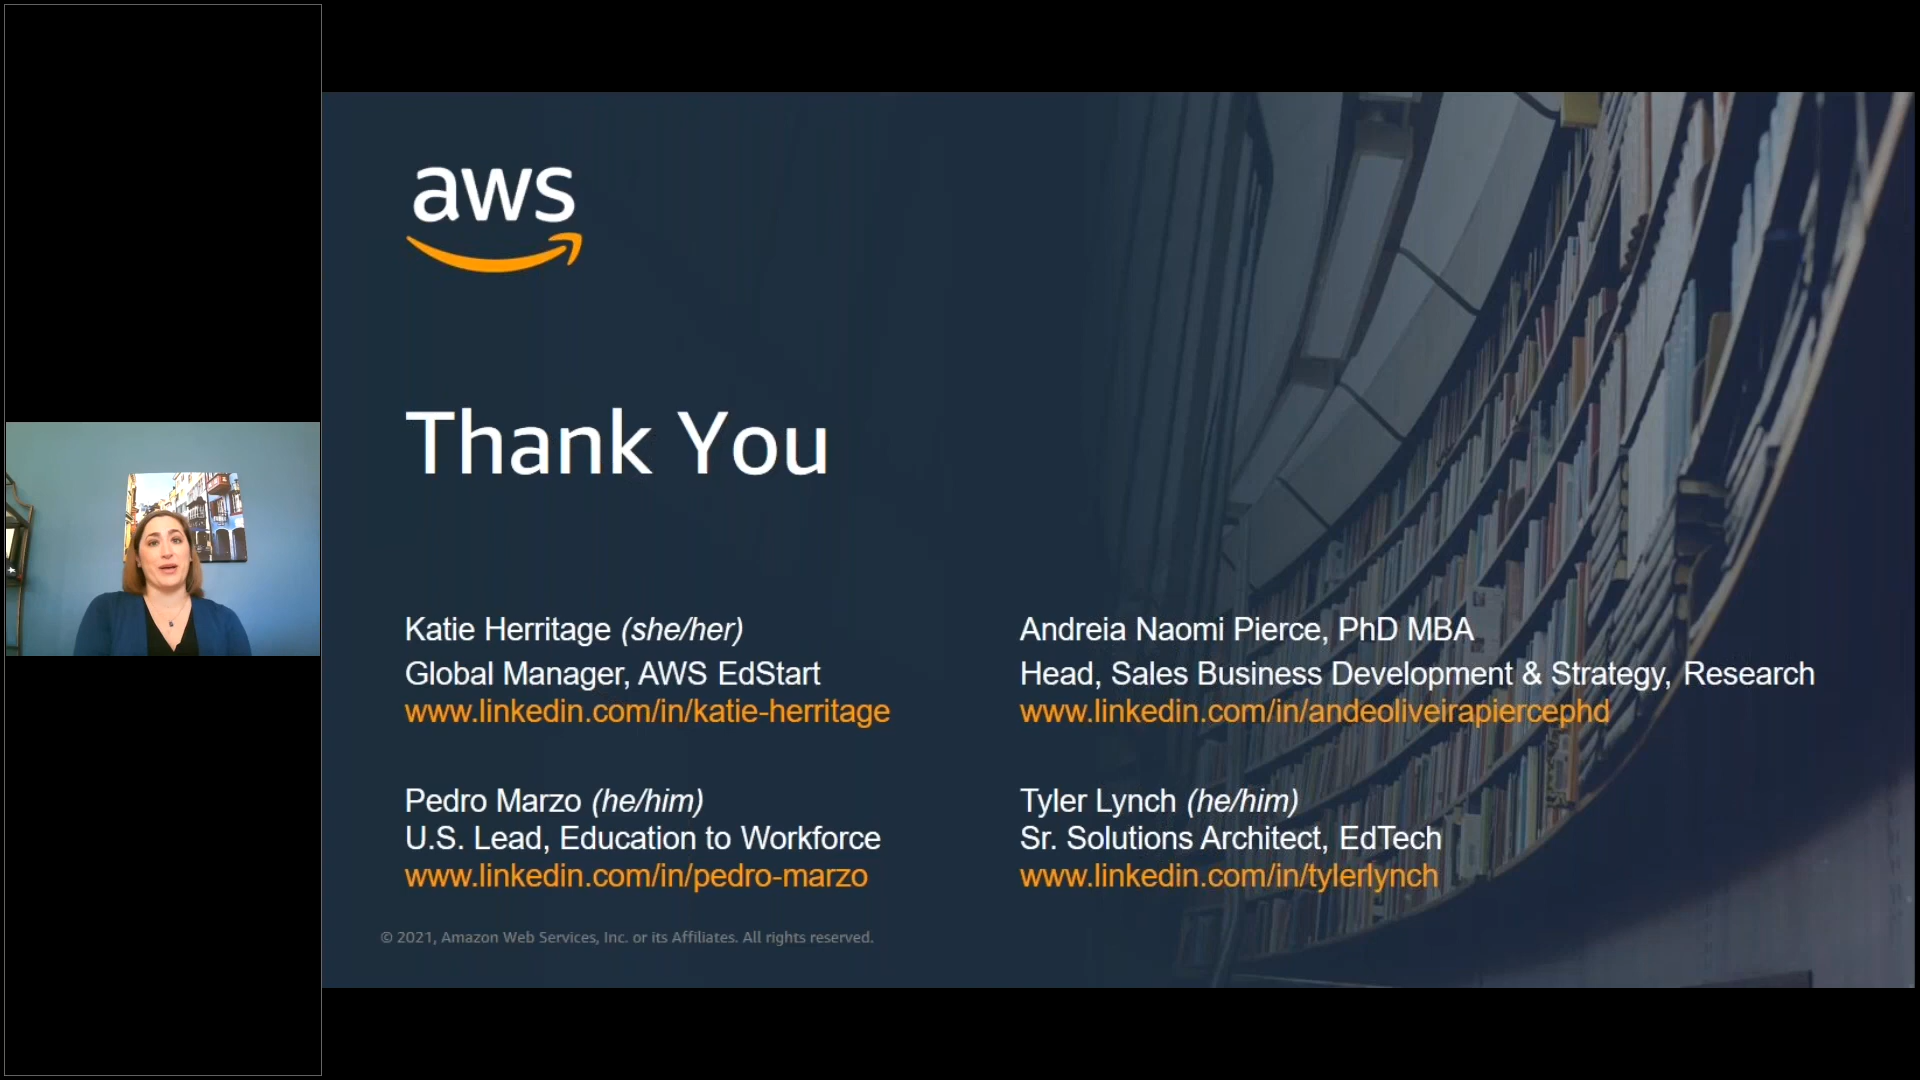 aws
Thank You
Katie Herritage (she/her)
Global Manager, AWS EdStart
www.linkedin.com/in/katie-herritage
Andreia Naomi Pierce, PhD MBA
Head, Sales Business Development & Strategy, Research
www.linkedin.com/in/andeoliveirapiercephd
Pedro Marzo (he/him)
U.S. Lead, Education to Workforce
www.linkedin.com/in/pedro-marzo
Tyler Lynch (he/him)
Sr. Solutions Architect, EdTech
www.linkedin.com/in/tylerlynch
© 2021, Amazon Web Services, Inc. or its Affiliates. All rights reserved.